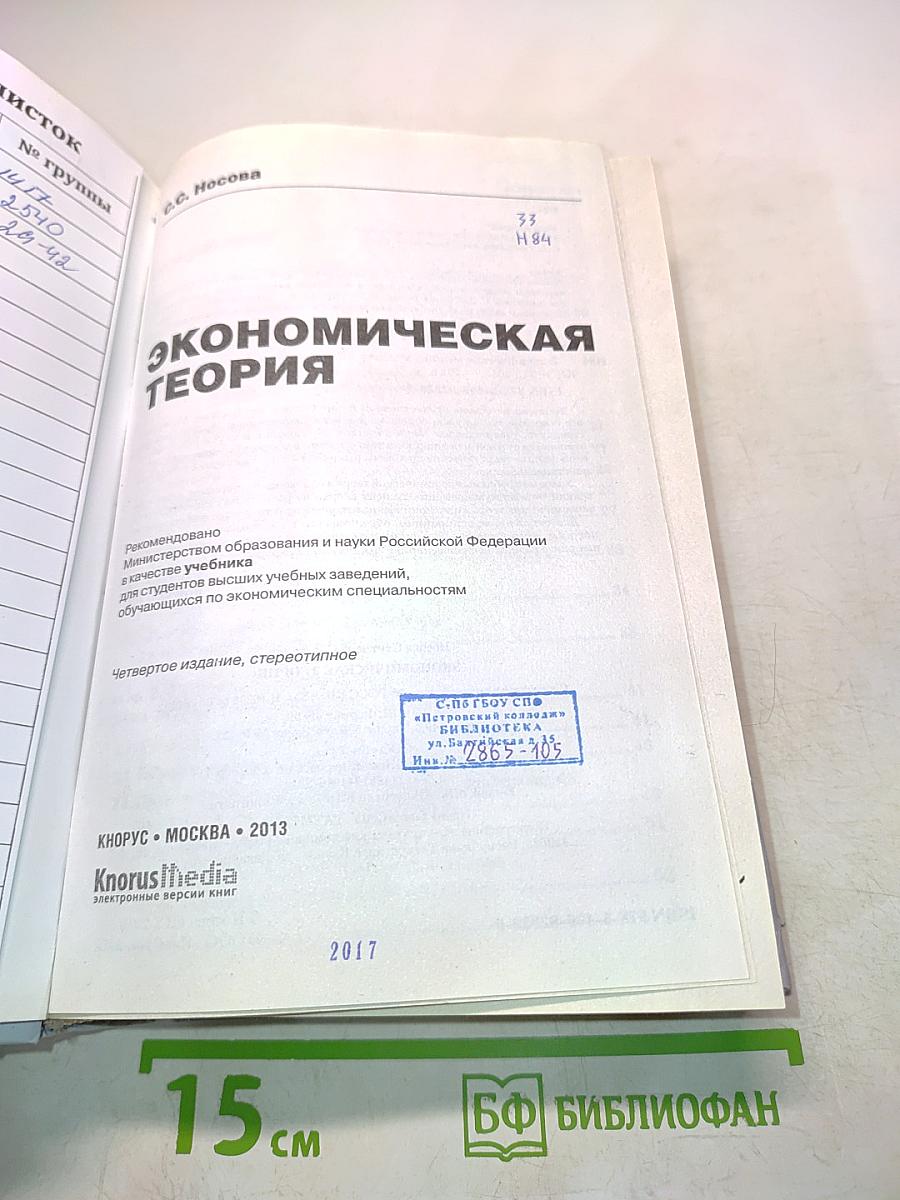 ЛИСТОК
№ группы
1417
2540
29-42
С.С. Носова
33
Н 84
ЭКОНОМИЧЕСКАЯ
ТЕОРИЯ
Рекомендовано
Министерством образования и науки Российской Федерации
в качестве учебника
для студентов высших учебных заведений,
обучающихся по экономическим специальностям
Четвертое издание, стереотипное
С-Пб ГБОУ СПО
«Петровский колледж»
БИБЛИОТЕКА
ул. Балтийская д. 35
Инв.№ 2865-105
КНОРУС • МОСКВА • 2013
KnorusMedia
электронные версии книг
2017
15 см
БФ БИБЛИОФАН